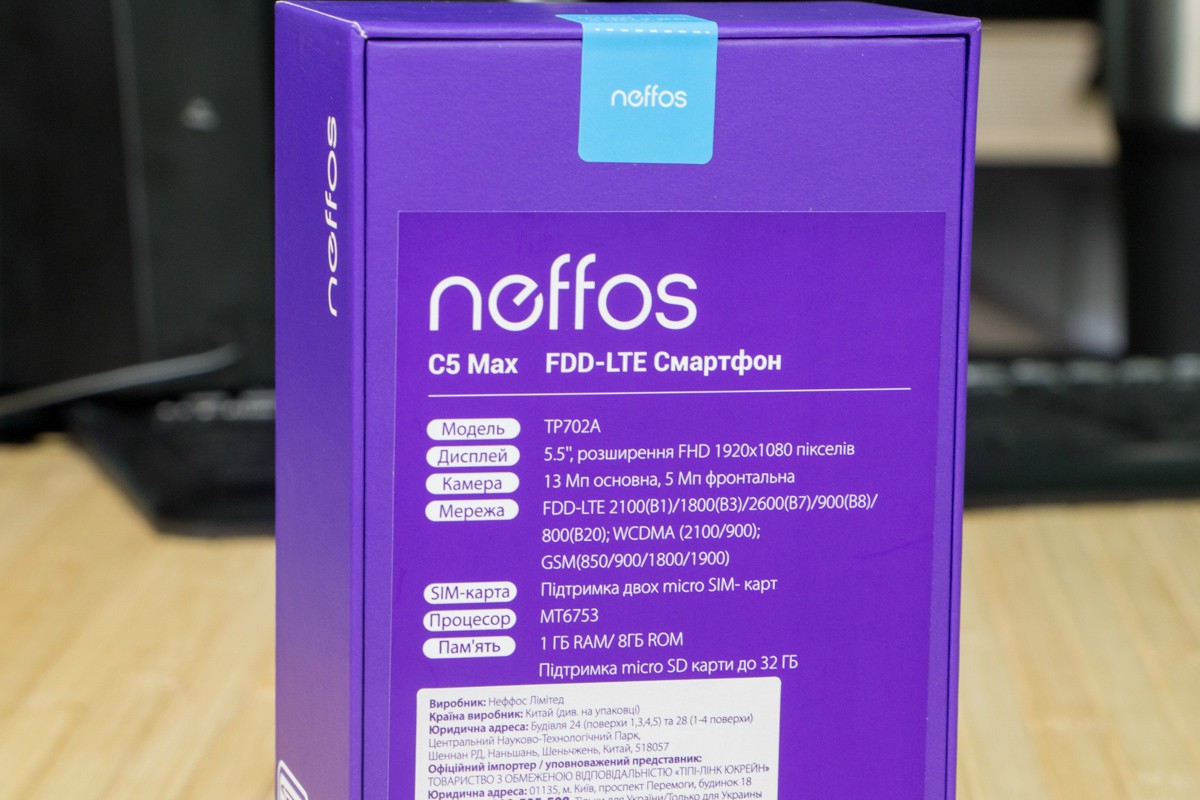 neffos
neffos
neffos
C5 Max FDD-LTE Смартфон
Модель TP702A
Дисплей 5.5", розширення FHD 1920x1080 пікселів
Камера 13 Мп основна, 5 Мп фронтальна
Мережа FDD-LTE 2100(B1)/1800(B3)/2600(B7)/900(B8)/
800(B20); WCDMA (2100/900);
GSM(850/900/1800/1900)
SIM-карта Підтримка двох micro SIM- карт
Процесор MT6753
Пам'ять 1 ГБ RAM/ 8ГБ ROM
Підтримка micro SD карти до 32 ГБ
Виробник: Неффос Лімітед
Країна виробник: Китай (див. на упаковці)
Юридична адреса: Будівля 24 (поверхи 1,3,4,5) та 28 (1-4 поверхи)
Центральний Науково-Технологічний Парк,
Шеннан РД, Наньшань, Шеньчжень, Китай, 518057
Офіційний імпортер / уповноважений представник:
ТОВАРИСТВО З ОБМЕЖЕНОЮ ВІДПОВІДАЛЬНІСТЮ «ТІПІ-ЛІНК ЮКРЕЙН»
Юридична адреса: 01135, м. Київ, проспект Перемоги, будинок 18
Тільки для України/Только для Украины